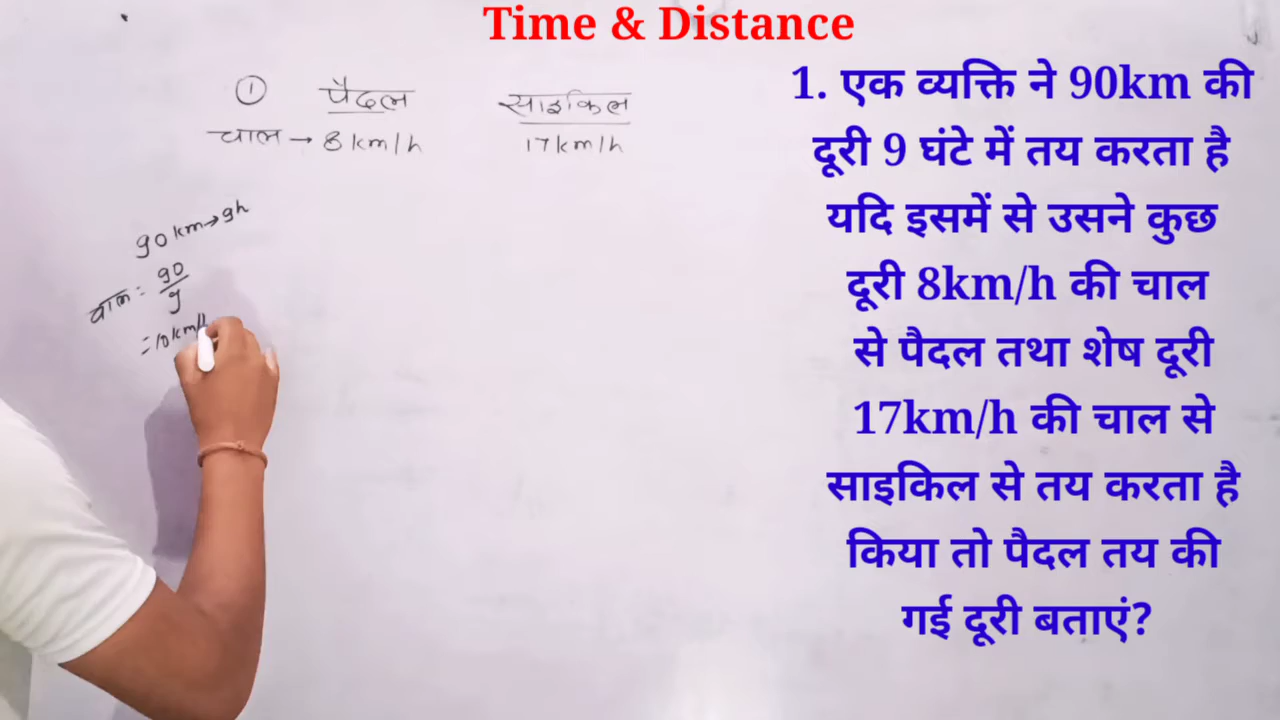 Time & Distance
① पैदल साइकिल
चाल → 8 km/h 17 km/h
90 km → 9h
चाल = 90/9
= 10 km/h
1. एक व्यक्ति ने 90km की
दूरी 9 घंटे में तय करता है
यदि इसमें से उसने कुछ
दूरी 8km/h की चाल
से पैदल तथा शेष दूरी
17km/h की चाल से
साइकिल से तय करता है
किया तो पैदल तय की
गई दूरी बताएं?